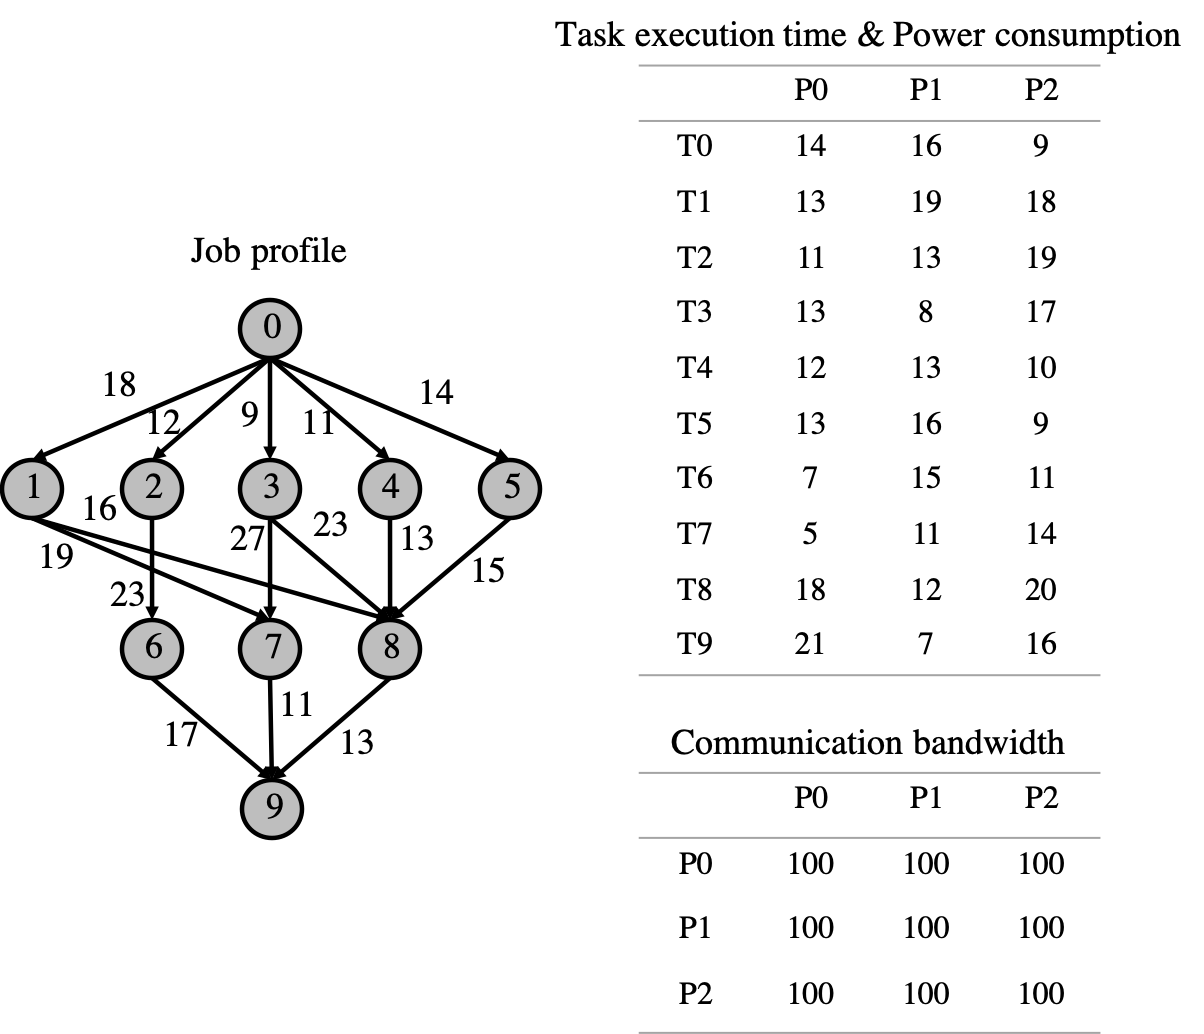 Task execution time & Power consumption
P0 P1 P2
T0 14 16 9
T1 13 19 18
T2 11 13 19
T3 13 8 17
T4 12 13 10
T5 13 16 9
T6 7 15 11
T7 5 11 14
T8 18 12 20
T9 21 7 16
Communication bandwidth
P0 P1 P2
P0 100 100 100
P1 100 100 100
P2 100 100 100
Job profile
0
18 12 9 11 14
1 2 3 4 5
16 19 27 23 13 15
23
6 7 8
17 11 13
9